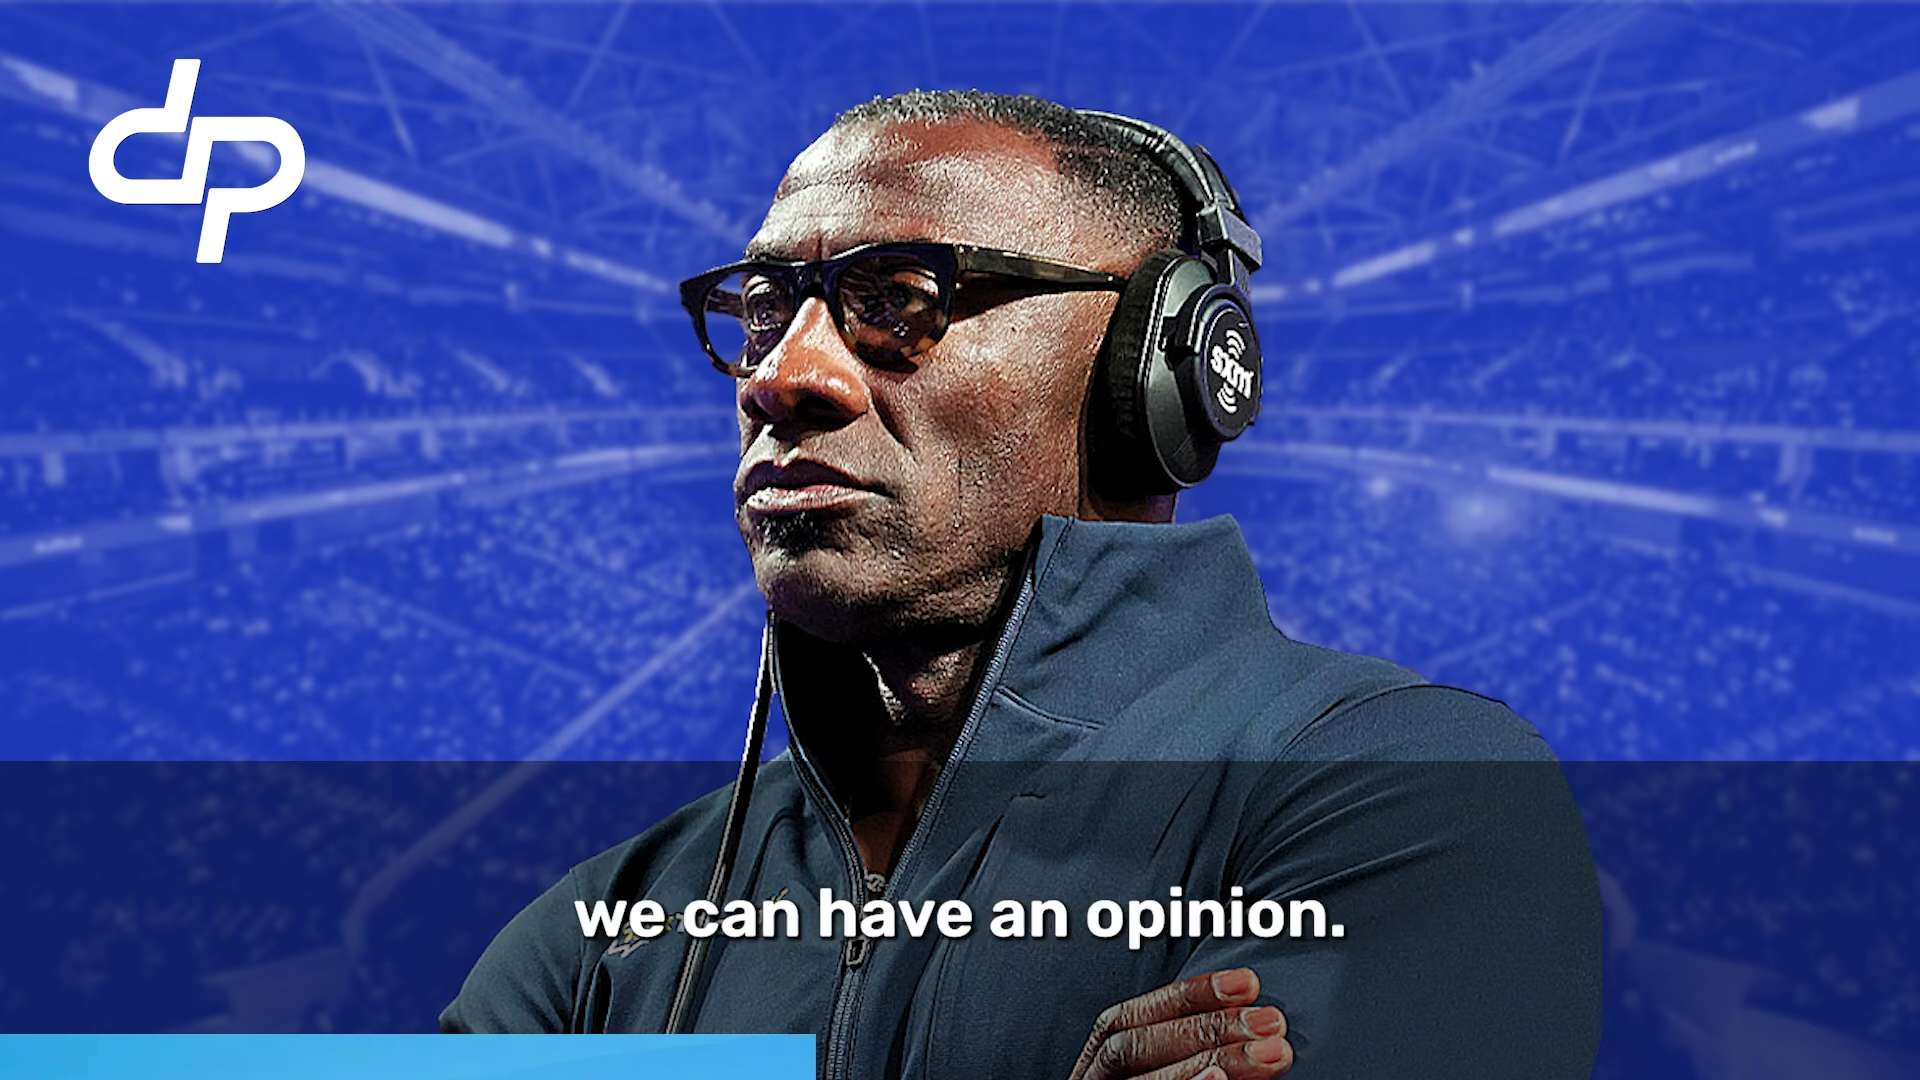 dp
sxm
we can have an opinion.